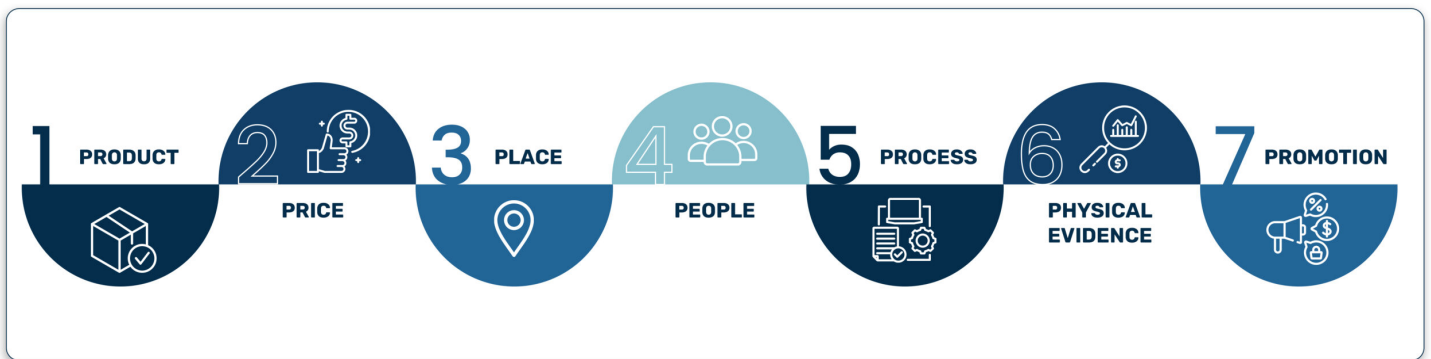 1 PRODUCT
2 PRICE
3 PLACE
4 PEOPLE
5 PROCESS
6 PHYSICAL
EVIDENCE
7 PROMOTION